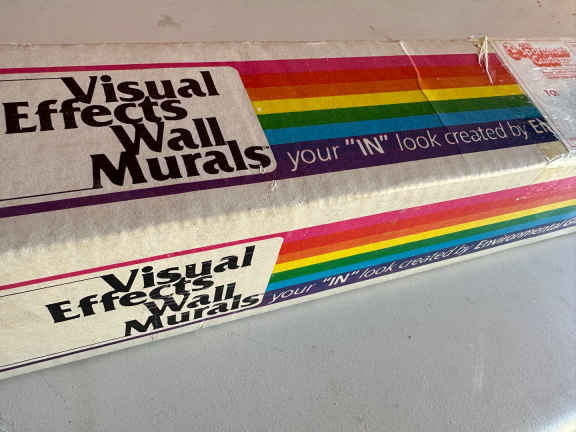 Visual
Effects
Wall
Murals
your "IN" look created by EN
TO:
Visual
Effects
Wall
Murals
your "IN" look created by Environmental G